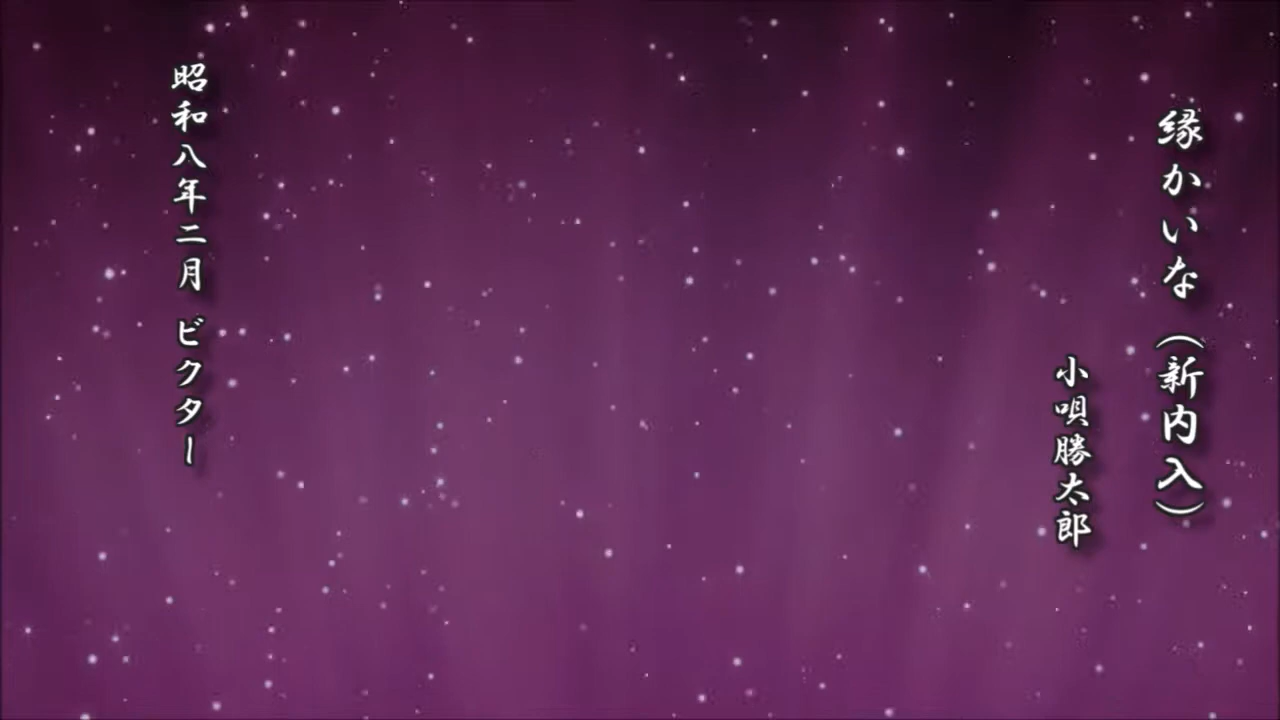 縁かいな（新内入）
小唄勝太郎
昭和八年二月 ビクター